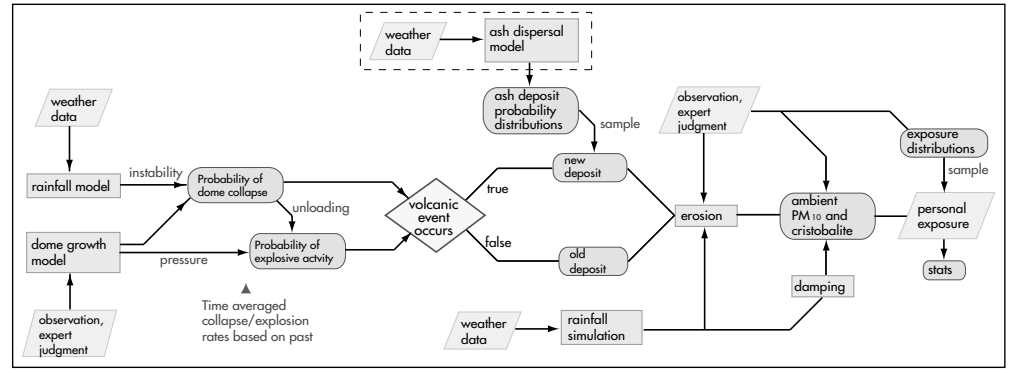 weather
data
ash dispersal
model
weather
data
ash deposit
probability
distributions
observation,
expert
judgment
sample
exposure
distributions
instability
Probability of
dome collapse
new
deposit
sample
rainfall model
true
unloading
volcanic
event
occurs
erosion
ambient
PM10 and
cristobalite
personal
exposure
dome growth
model
pressure
Probability of
explosive actvity
false
old
deposit
stats
damping
Time averaged
collapse/explosion
rates based on past
observation,
expert
judgment
weather
data
rainfall
simulation